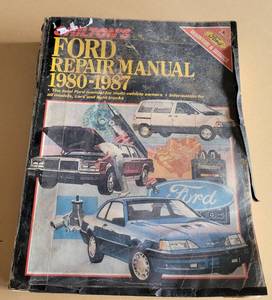 CHILTON'S
FORD
REPAIR MANUAL
1980-1987
• The total Ford manual for multi-vehicle owners • Information for
all models, cars and light trucks
Ford